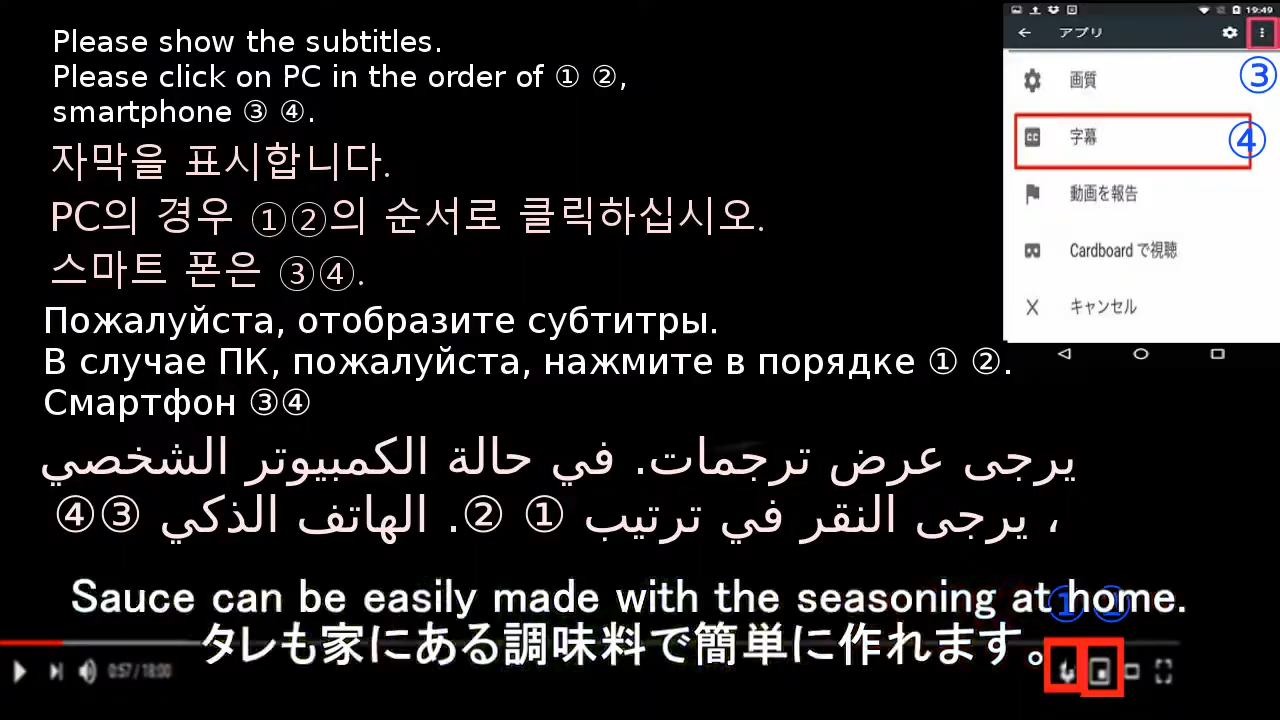 Please show the subtitles.
Please click on PC in the order of ① ②,
smartphone ③ ④.
자막을 표시합니다.
PC의 경우 ①②의 순서로 클릭하십시오.
스마트 폰은 ③④.
Пожалуйста, отобразите субтитры.
В случае ПК, пожалуйста, нажмите в порядке ① ②.
Смартфон ③④
يرجى عرض ترجمات. في حالة الكمبيوتر الشخصي
، يرجى النقر في ترتيب ① ②. الهاتف الذكي ③④
19:49
アプリ
③
画質
字幕
④
動画を報告
Cardboard で視聴
キャンセル
① ②
Sauce can be easily made with the seasoning at home.
タレも家にある調味料で簡単に作れます。
0:57 / 18:00